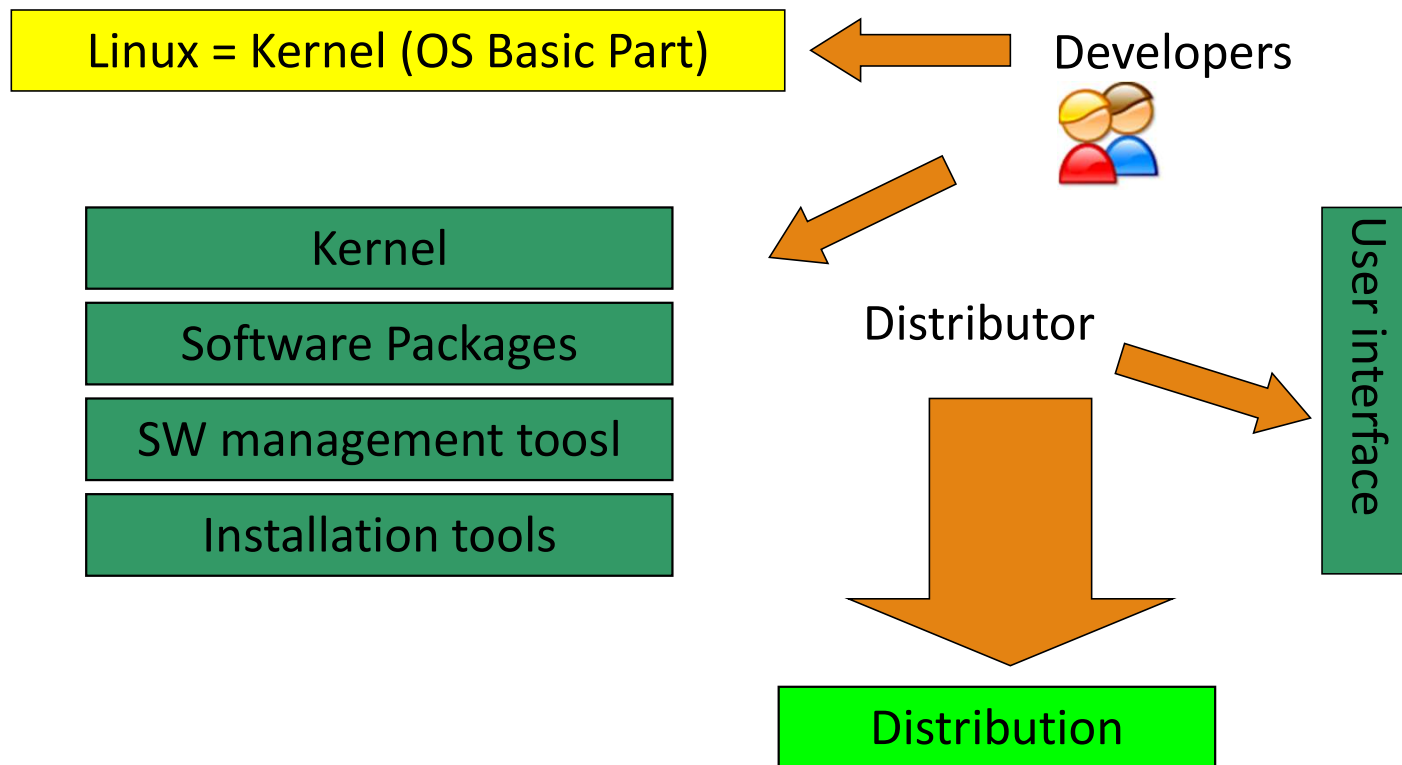 Linux = Kernel (OS Basic Part)
Developers
Kernel
Software Packages
SW management toosl
Installation tools
Distributor
User interface
Distribution